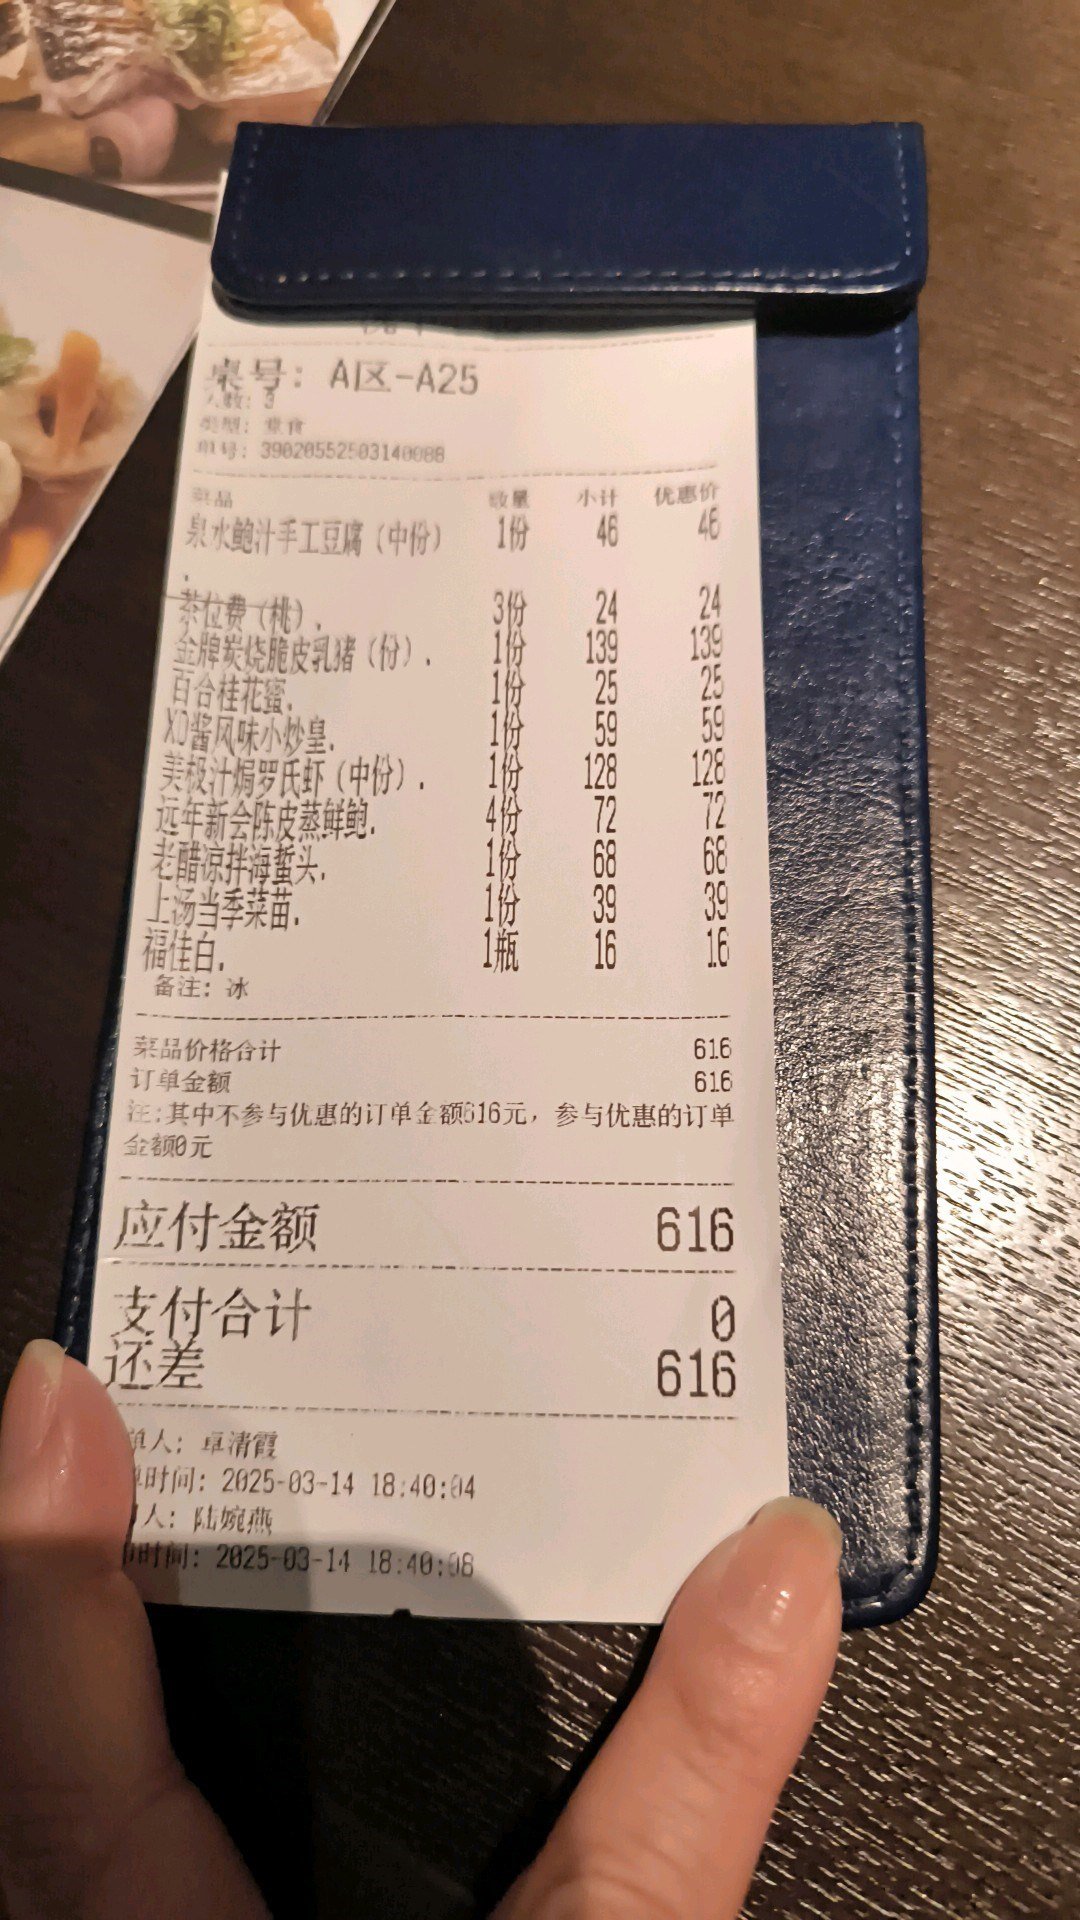 桌号: A区-A25
人数: 3
类型: 堂食
单号: 39020552503140088
菜品 数量 小计 优惠价
泉水鲍汁手工豆腐（中份） 1份 46 46
.
茶位费（桃）. 3份 24 24
金牌炭烧脆皮乳猪（份）. 1份 139 139
百合桂花蜜. 1份 25 25
XO酱风味小炒皇. 1份 59 59
美极汁焗罗氏虾（中份）. 1份 128 128
远年新会陈皮蒸鲜鲍. 4份 72 72
老醋凉拌海蜇头. 1份 68 68
上汤当季菜苗. 1份 39 39
福佳白. 1瓶 16 16
备注: 冰
菜品价格合计 616
订单金额 616
注:其中不参与优惠的订单金额616元, 参与优惠的订单
金额0元
应付金额 616
支付合计 0
还差 616
单人: 卓清霞
单时间: 2025-03-14 18:40:04
人: 陆婉燕
时间: 2025-03-14 18:40:08